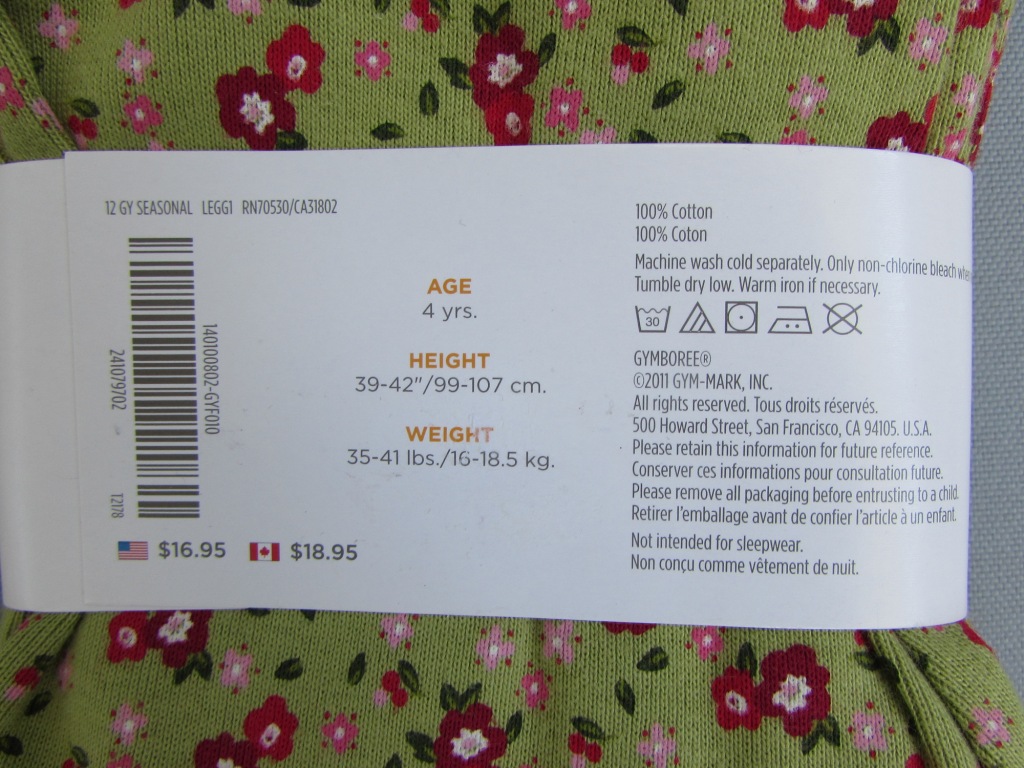 12 GY SEASONAL LEGG1 RN70530/CA31802
241079702
140100802-GYF010
12178
$16.95 $18.95
AGE
4 yrs.
HEIGHT
39-42"/99-107 cm.
WEIGHT
35-41 lbs./16-18.5 kg.
100% Cotton
100% Coton
Machine wash cold separately. Only non-chlorine bleach
Tumble dry low. Warm iron if necessary.
30
GYMBOREE®
©2011 GYM-MARK, INC.
All rights reserved. Tous droits réservés.
500 Howard Street, San Francisco, CA 94105. U.S.A.
Please retain this information for future reference.
Conserver ces informations pour consultation future.
Please remove all packaging before entrusting to a child.
Retirer l'emballage avant de confier l'article à un enfant.
Not intended for sleepwear.
Non conçu comme vêtement de nuit.